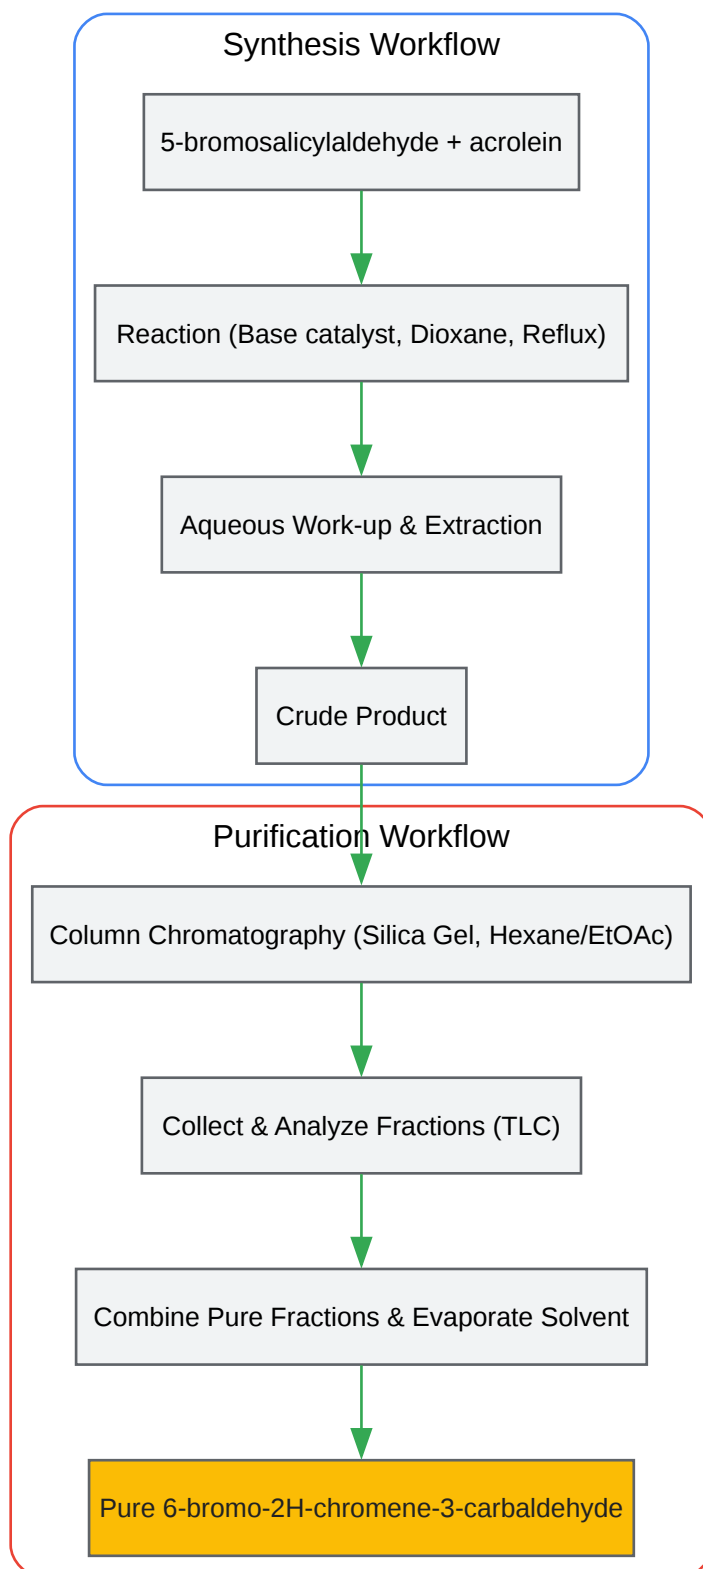 Synthesis Workflow
5-bromosalicylaldehyde + acrolein
Reaction (Base catalyst, Dioxane, Reflux)
Aqueous Work-up & Extraction
Crude Product
Purification Workflow
Column Chromatography (Silica Gel, Hexane/EtOAc)
Collect & Analyze Fractions (TLC)
Combine Pure Fractions & Evaporate Solvent
Pure 6-bromo-2H-chromene-3-carbaldehyde